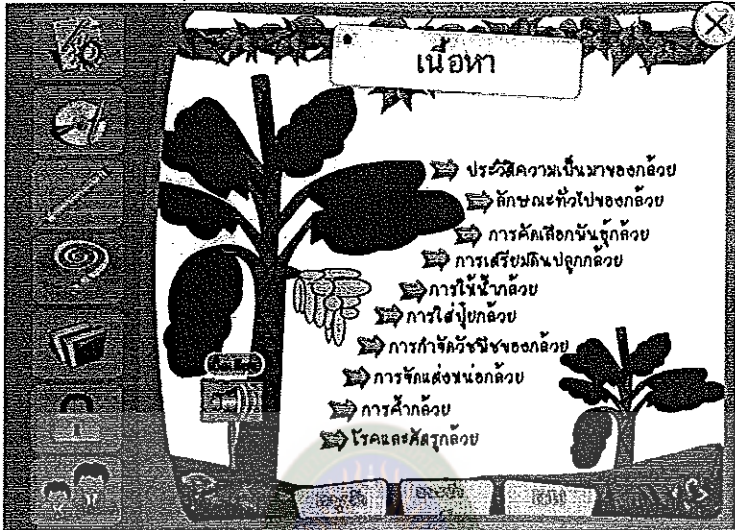 เนื้อหา
ประวัติความเป็นมาของกล้วย
ลักษณะทั่วไปของกล้วย
การคัดเลือกพันธุ์กล้วย
การเตรียมดินปลูกกล้วย
การให้น้ำกล้วย
การใส่ปุ๋ยกล้วย
การกำจัดวัชพืชของกล้วย
การจัดแต่งหน่อกล้วย
การค้ำกล้วย
โรคและศัตรูกล้วย